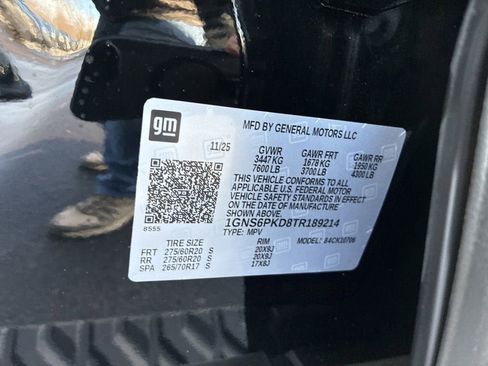 gm
MFD BY GENERAL MOTORS LLC
11/25
GVWR GAWR FRT GAWR RR
3447 KG 1678 KG 1950 KG
7600 LB 3700 LB 4300 LB
THIS VEHICLE CONFORMS TO ALL
APPLICABLE U.S. FEDERAL MOTOR
VEHICLE SAFETY STANDARDS IN EFFECT
ON THE DATE OF MANUFACTURE
1GNS6PKD8TR189214
8555
TYPE: MPV MODEL: 84CK10706
TIRE SIZE RIM
FRT 275/60R20 S 20X9J
RR 275/60R20 S 20X9J
SPA 265/70R17 S 17X8J